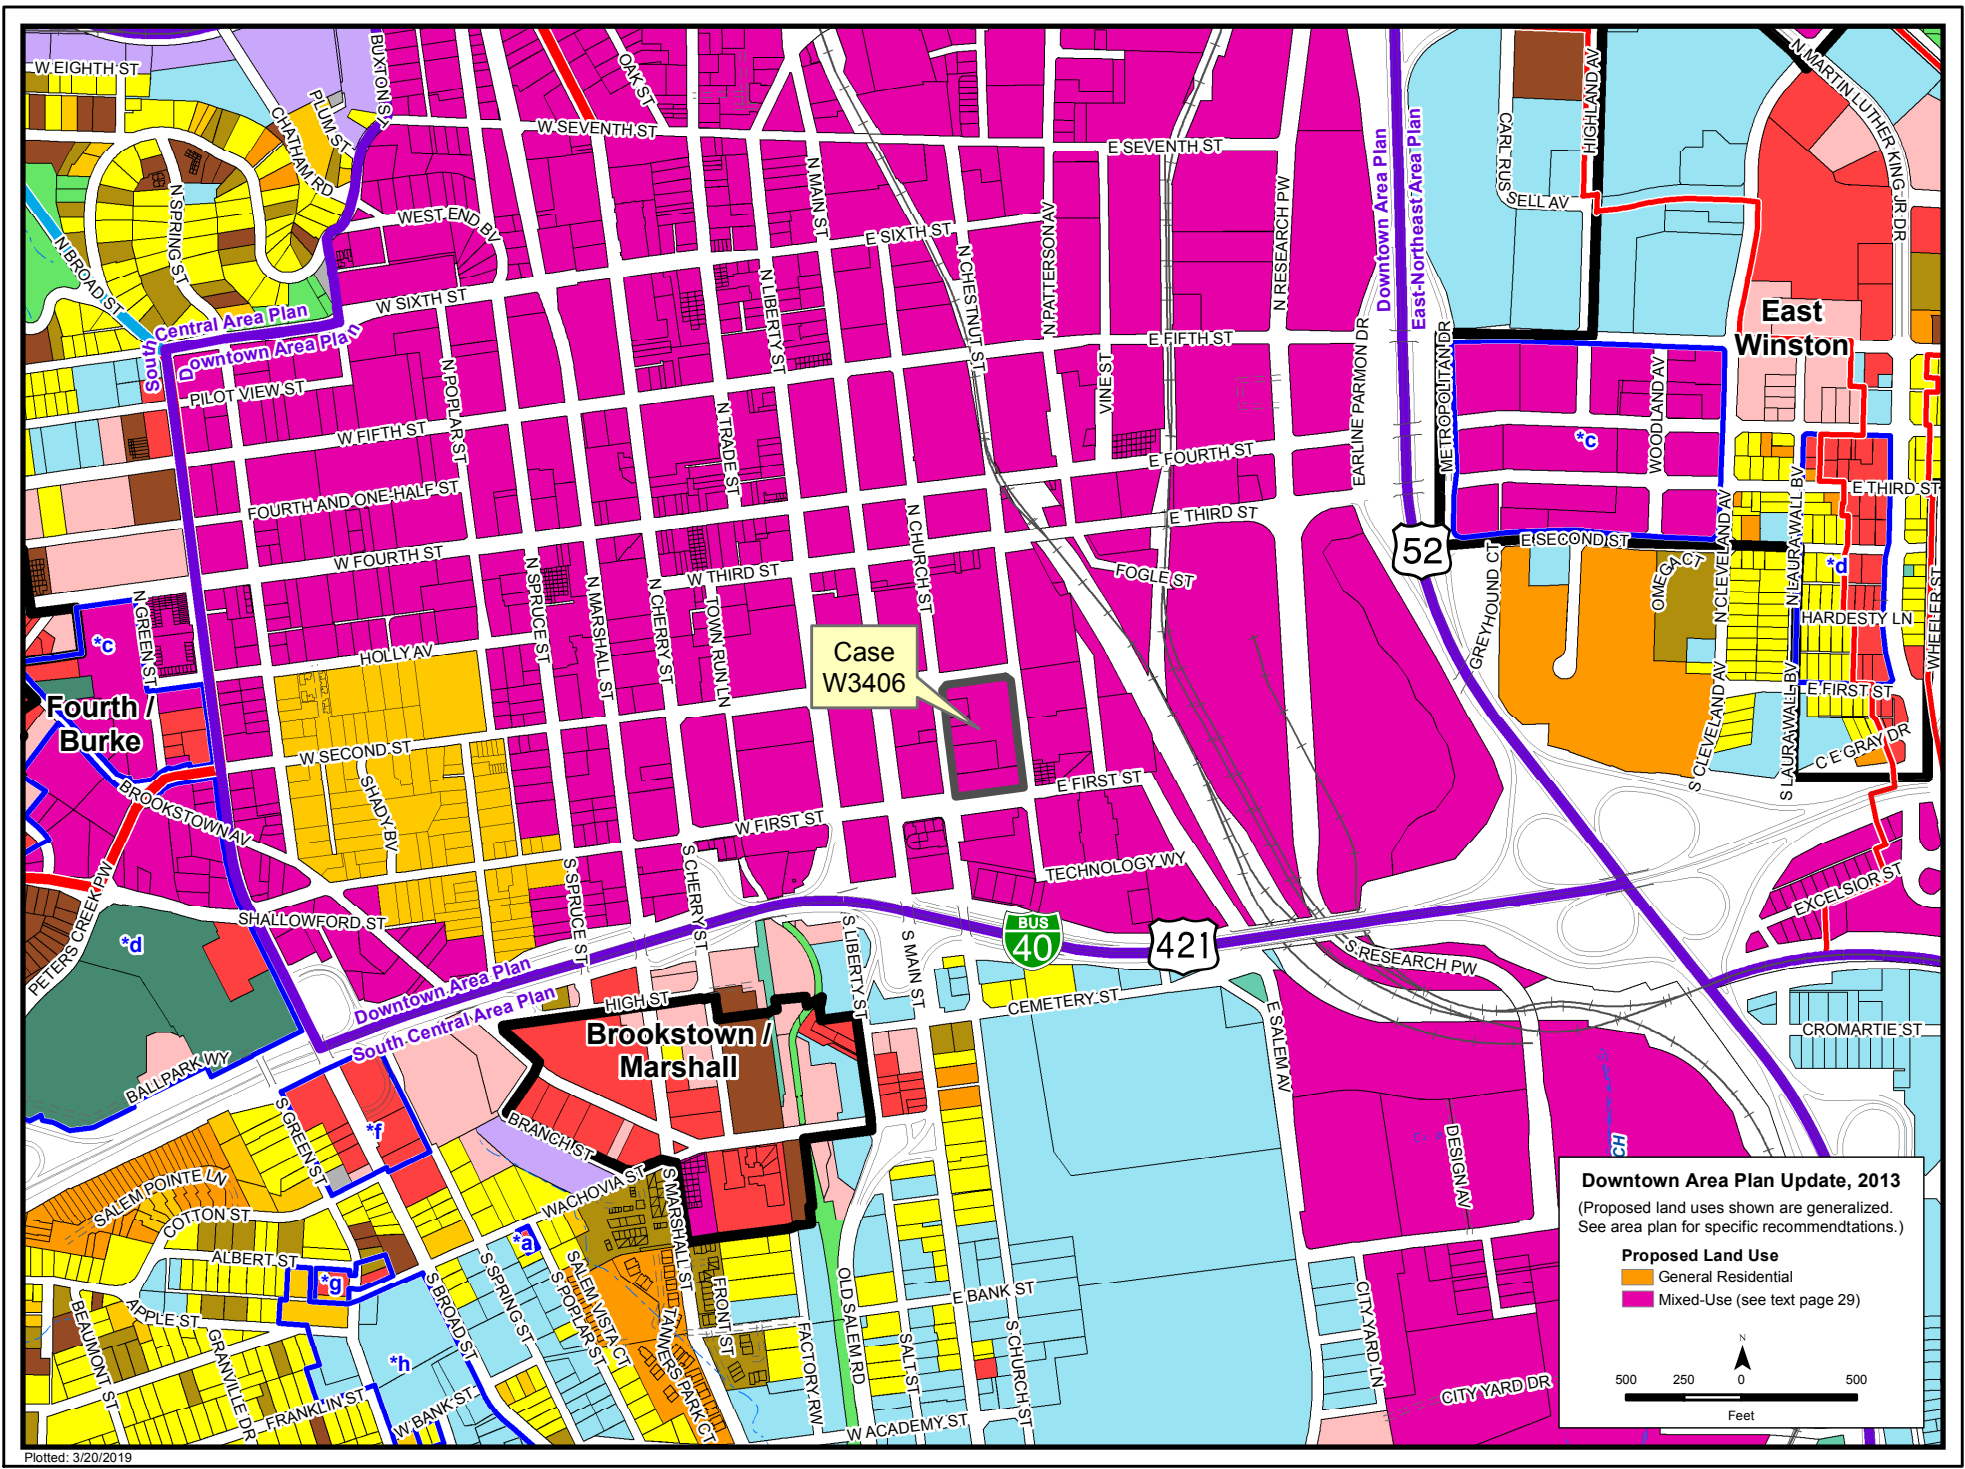 W EIGHTH ST
BUXTON ST
PLUM ST
CHATHAM RD
N SPRING ST
N BROAD ST
WEST END BV
OAK ST
W SEVENTH ST
E SEVENTH ST
N MAIN ST
E SIXTH ST
W SIXTH ST
N LIBERTY ST
N CHESTNUT ST
N PATTERSON AV
N RESEARCH PW
Downtown Area Plan
East-Northeast Area Plan
CARL RUSSELL AV
HIGHLAND AV
N MARTIN LUTHER KING JR DR
South Central Area Plan
Downtown Area Plan
PILOT VIEW ST
N POPLAR ST
W FIFTH ST
E FIFTH ST
VINE ST
EARLINE PARMON DR
METROPOLITAN DR
WOODLAND AV
East
Winston
*c
FOURTH AND ONE-HALF ST
N TRADE ST
E FOURTH ST
W FOURTH ST
E THIRD ST
W THIRD ST
N CHURCH ST
FOGLE ST
52
E SECOND ST
E THIRD ST
GREYHOUND CT
OMEGA CT
N CLEVELAND AV
N LAURA WALL BV
*d
HARDESTY LN
WHEELER ST
N GREEN ST
*c
HOLLY AV
N SPRUCE ST
N MARSHALL ST
N CHERRY ST
TOWN RUN LN
Case
W3406
Fourth /
Burke
W SECOND ST
SHADY BV
BROOKSTOWN AV
E FIRST ST
W FIRST ST
E FIRST ST
S CLEVELAND AV
S LAURA WALL BV
C E GRAY DR
TECHNOLOGY WY
EXCELSIOR ST
PETERS CREEK PW
*d
SHALLOWFORD ST
S SPRUCE ST
S CHERRY ST
S LIBERTY ST
S MAIN ST
BUS
40
421
S RESEARCH PW
Downtown Area Plan
South Central Area Plan
HIGH ST
Brookstown /
Marshall
CEMETERY ST
E SALEM AV
CROMARTIE ST
BALLPARK WY
S GREEN ST
*f
BRANCH ST
WACHOVIA ST
S MARSHALL ST
DESIGN AV
CH
SALEM POINTE LN
COTTON ST
ALBERT ST
*g
*a
APPLE ST
BEAUMONT ST
GRANVILLE DR
FRANKLIN ST
*h
W BANK ST
S BROAD ST
S SPRING ST
S POPLAR ST
SALEM VISTA CT
TANNERS PARK CT
FRONT ST
FACTORY RW
OLD SALEM RD
SALT ST
E BANK ST
S CHURCH ST
W ACADEMY ST
CITY YARD LN
CITY YARD DR
Downtown Area Plan Update, 2013
(Proposed land uses shown are generalized.
See area plan for specific recommendtations.)
Proposed Land Use
General Residential
Mixed-Use (see text page 29)
N
500 250 0 500
Feet
Plotted: 3/20/2019